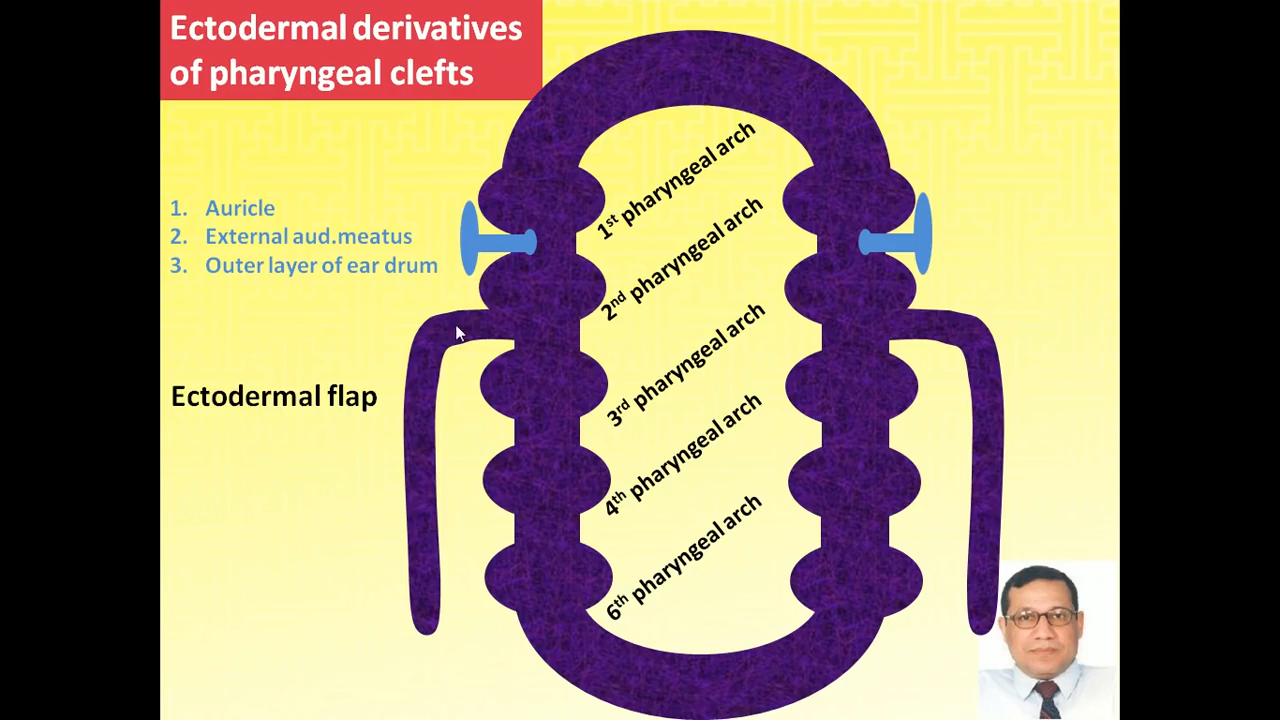 Ectodermal derivatives
of pharyngeal clefts
1. Auricle
2. External aud.meatus
3. Outer layer of ear drum
Ectodermal flap
1st pharyngeal arch
2nd pharyngeal arch
3rd pharyngeal arch
4th pharyngeal arch
6th pharyngeal arch